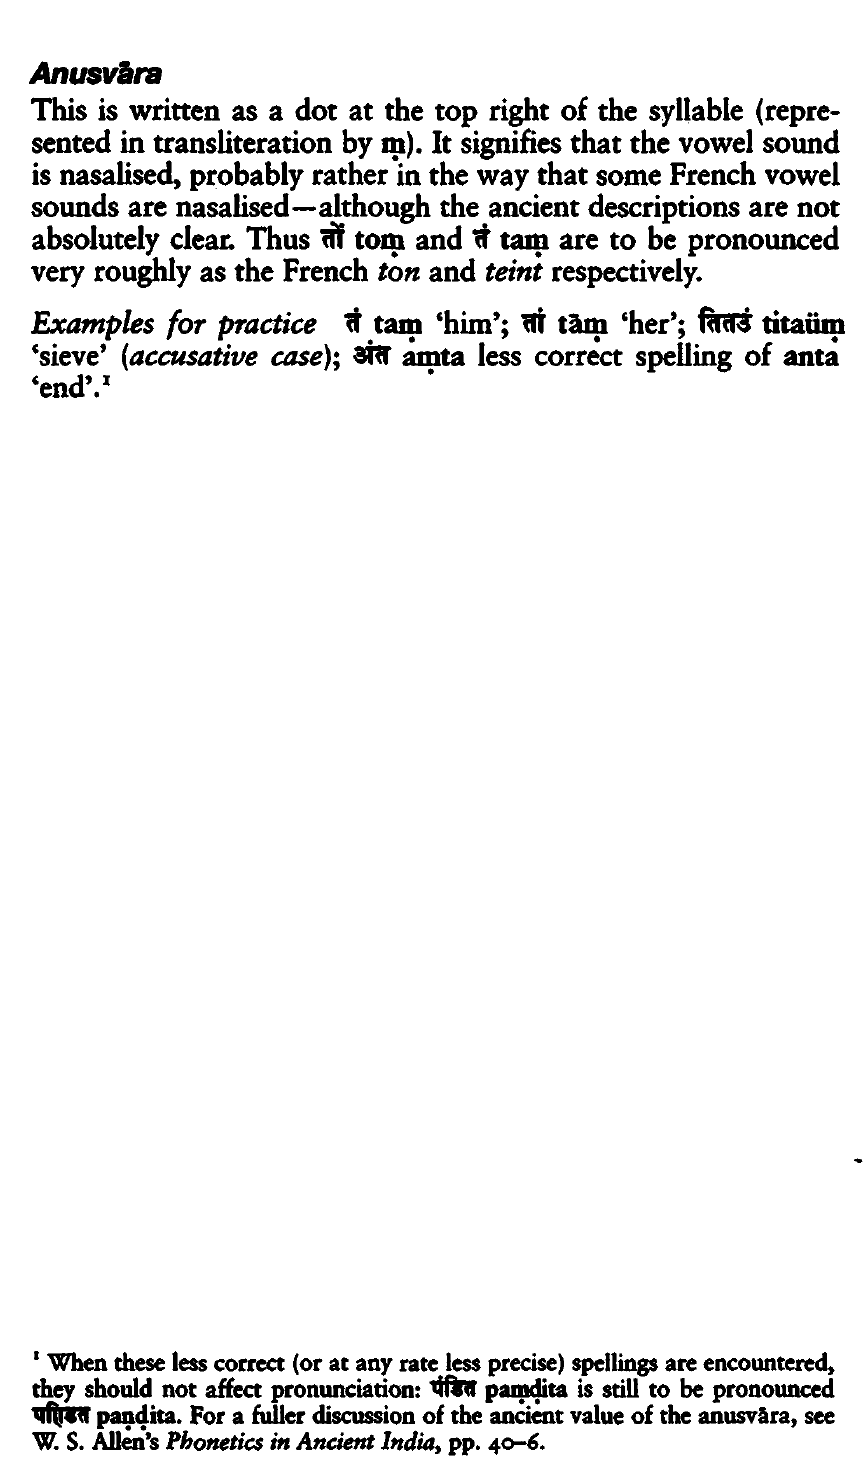 Anusvāra
This is written as a dot at the top right of the syllable (repre-
sented in transliteration by ṃ). It signifies that the vowel sound
is nasalised, probably rather in the way that some French vowel
sounds are nasalised—although the ancient descriptions are not
absolutely clear. Thus तों toṃ and तं taṃ are to be pronounced
very roughly as the French ton and teint respectively.
Examples for practice तं taṃ ‘him’; तां tāṃ ‘her’; तितउं titaüṃ
‘sieve’ (accusative case); अंत aṃta less correct spelling of anta
‘end’.¹
¹ When these less correct (or at any rate less precise) spellings are encountered,
they should not affect pronunciation: पंडित paṃḍita is still to be pronounced
पण्डित paṇḍita. For a fuller discussion of the ancient value of the anusvāra, see
W. S. Allen’s Phonetics in Ancient India, pp. 40–6.